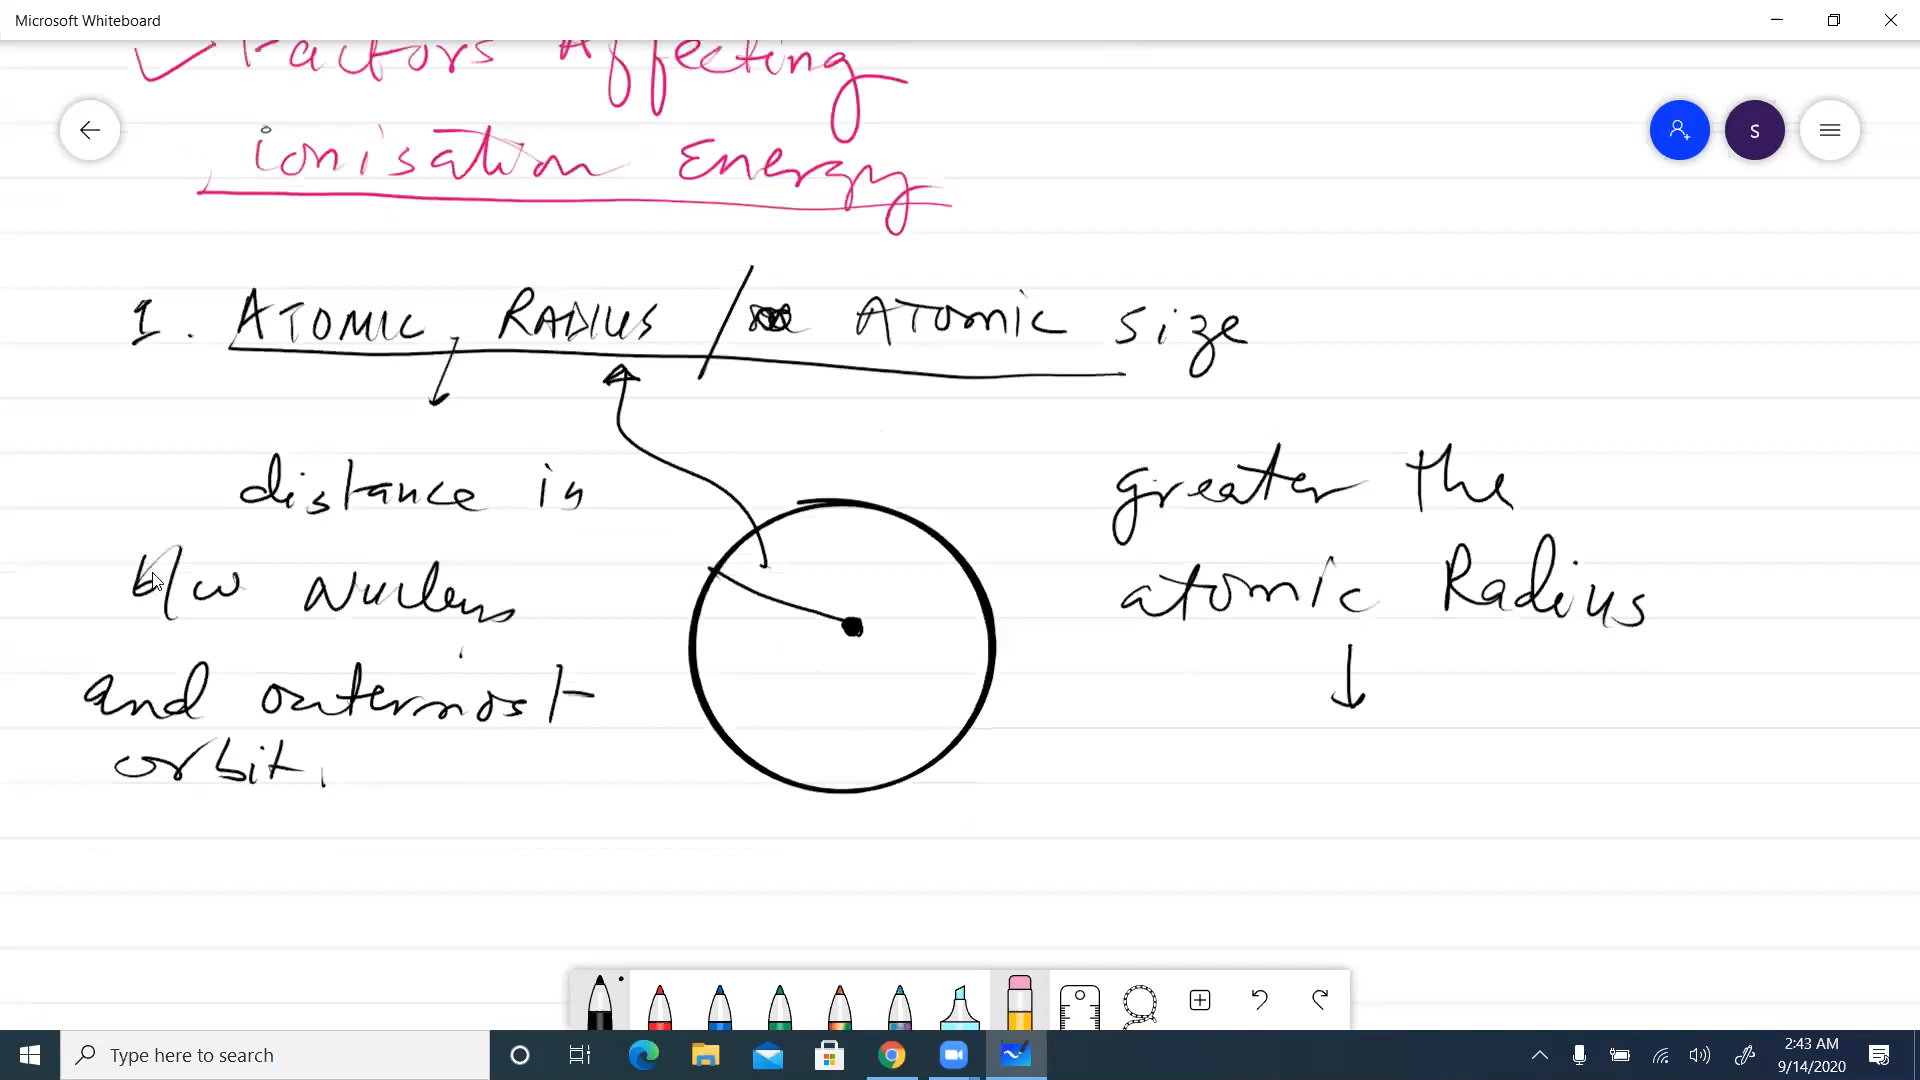 Microsoft Whiteboard
Factors Affecting
ionisation Energy
S
1. ATOMIC RADIUS / ATOMIC size
distance is
b/w Nucleus
and outermost
orbit.
greater the
atomic Radius
Type here to search
2:43 AM
9/14/2020